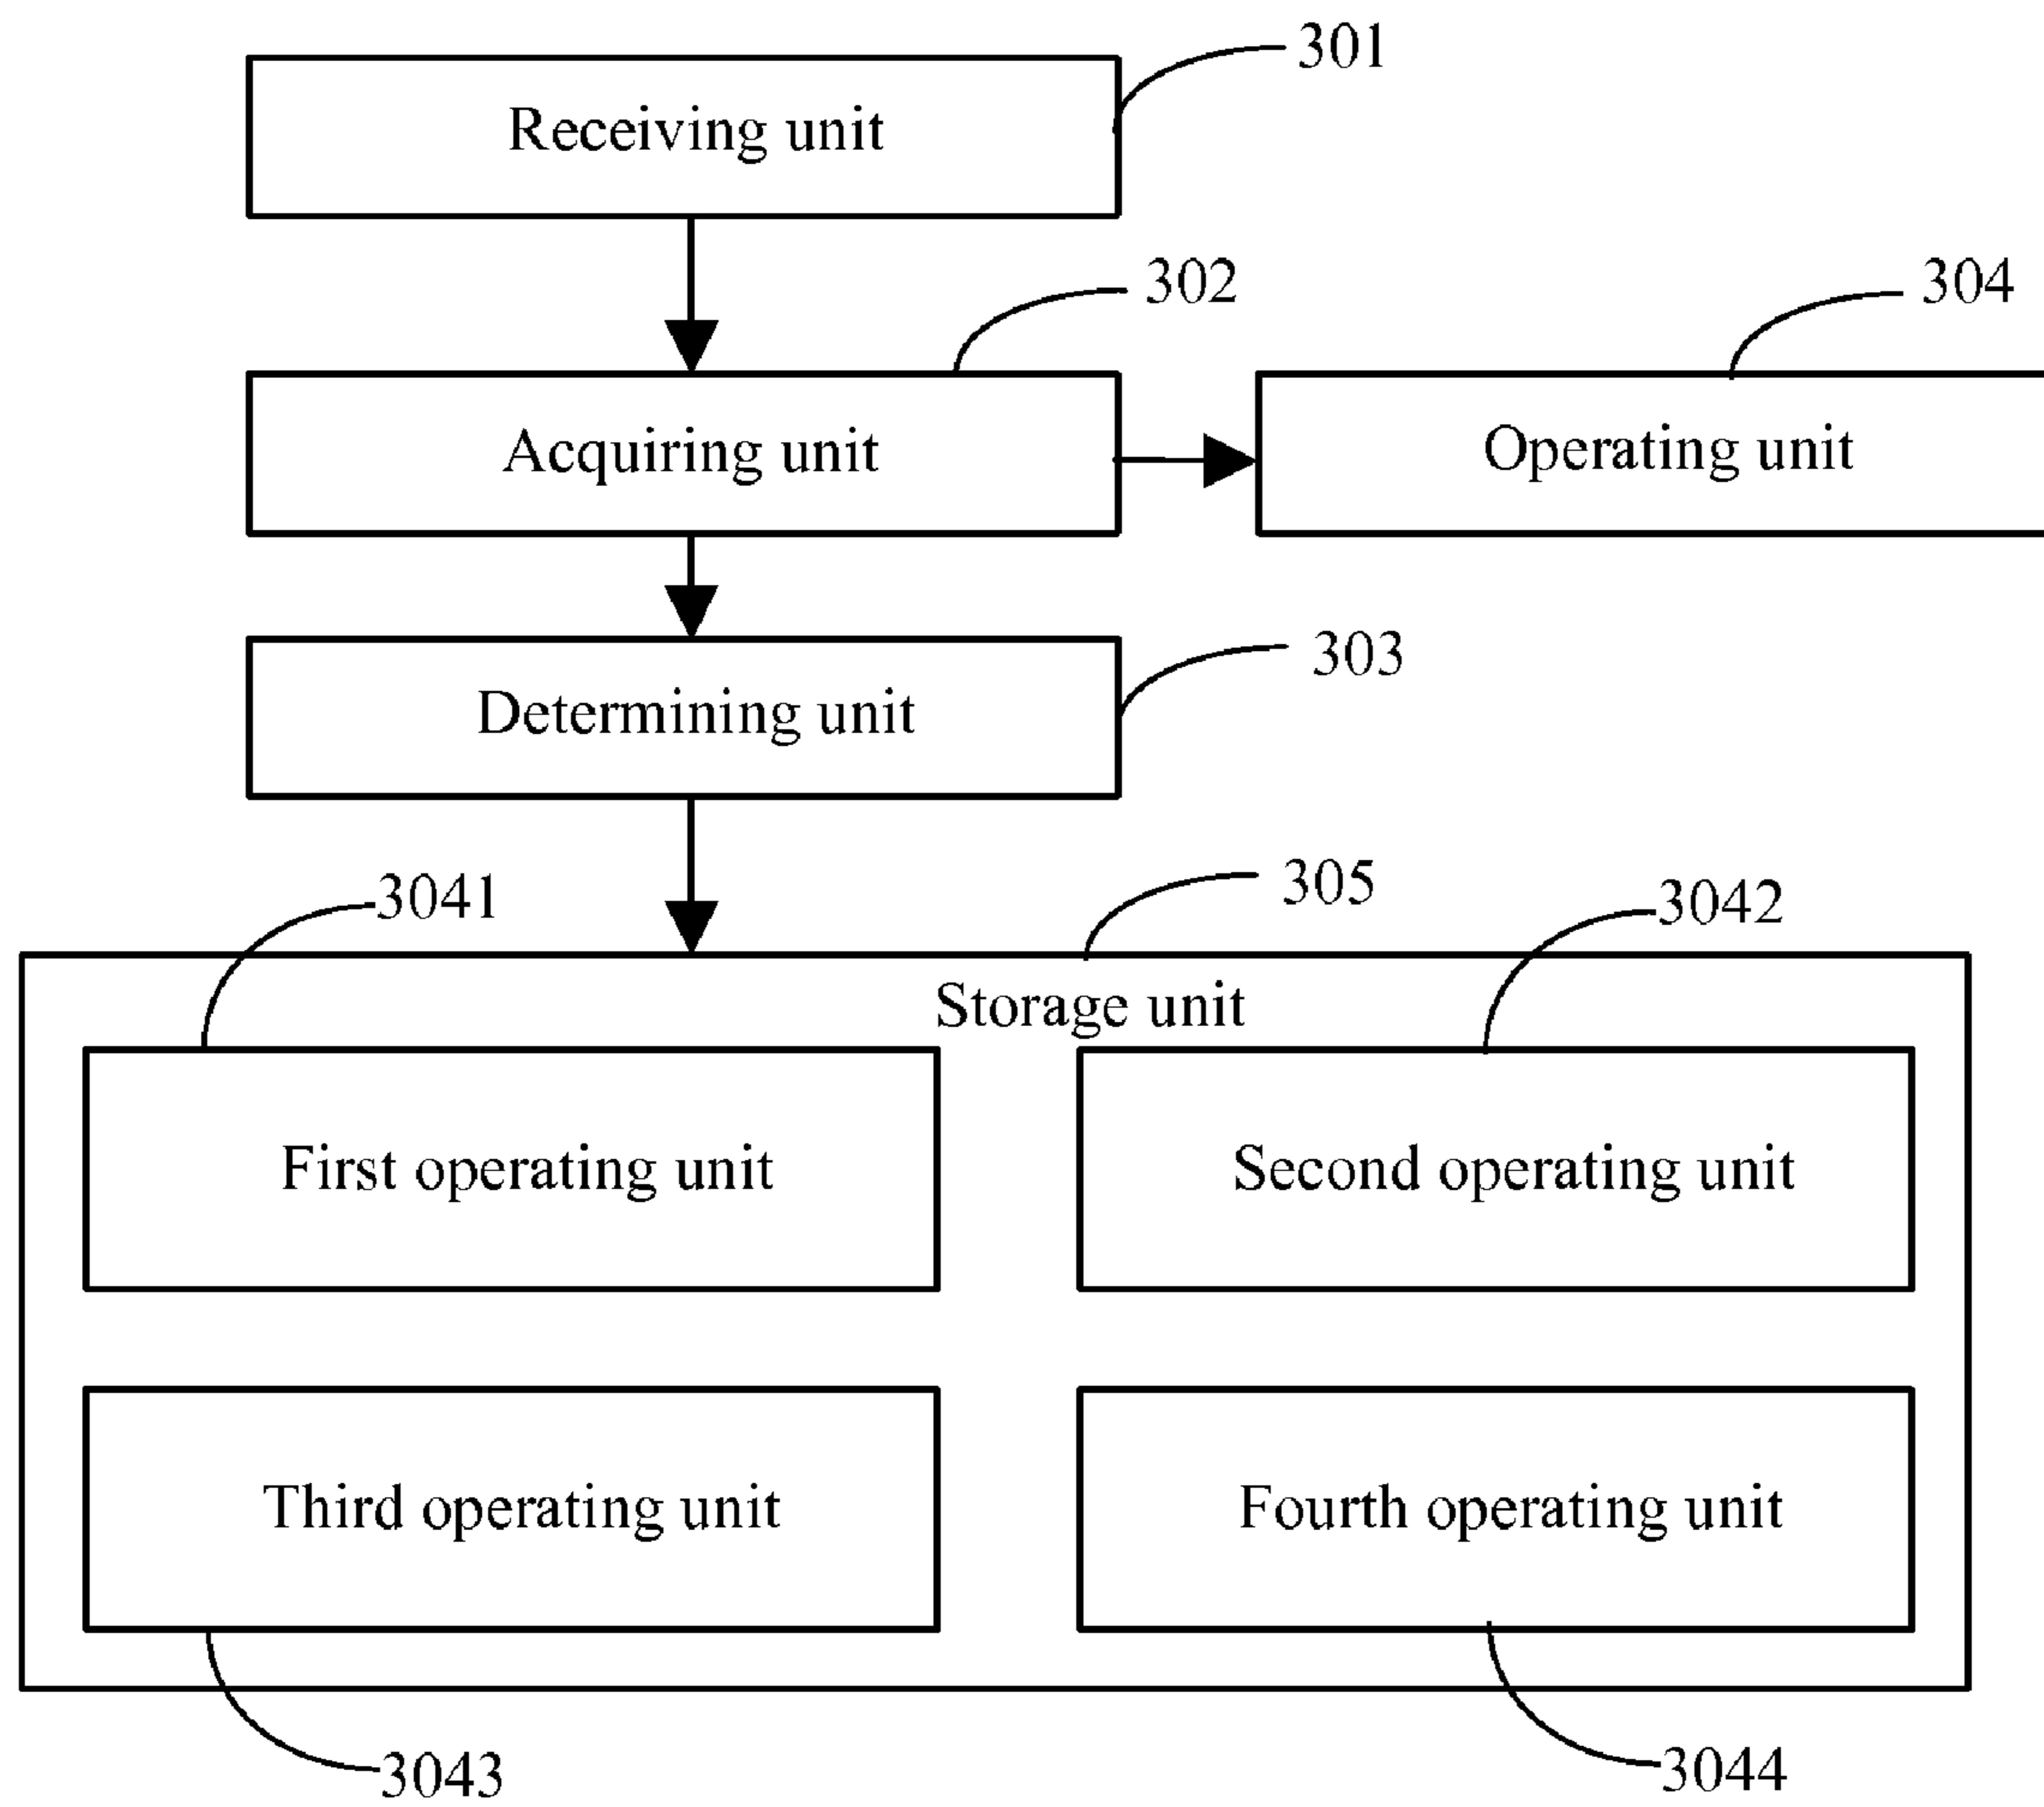 301
Receiving unit
302
304
Acquiring unit
Operating unit
303
Determining unit
3041
305
3042
Storage unit
First operating unit
Second operating unit
Third operating unit
Fourth operating unit
3043
3044